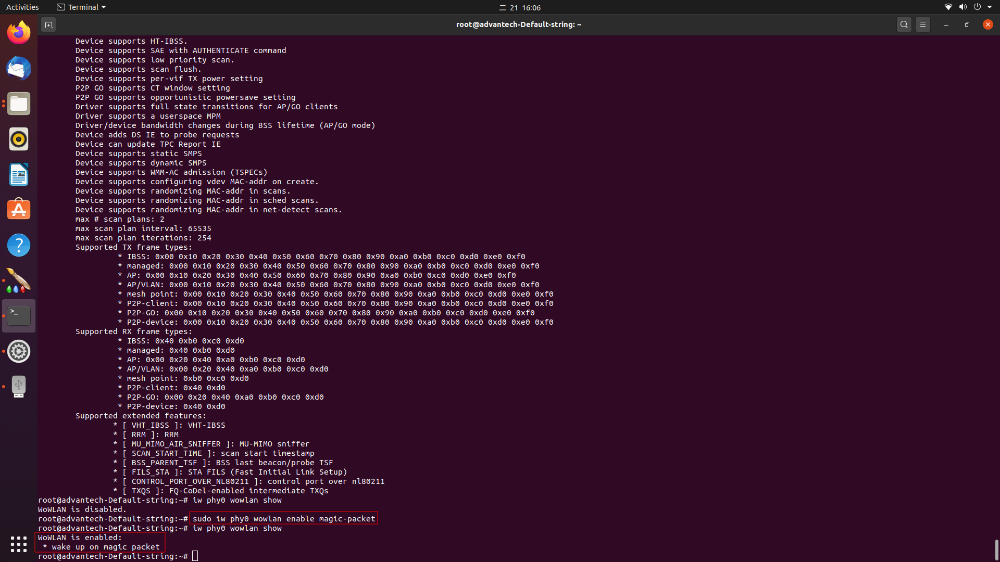 Activities Terminal 二 21 16:06
root@advantech-Default-string: ~
Device supports HT-IBSS.
Device supports SAE with AUTHENTICATE command
Device supports low priority scan.
Device supports scan flush.
Device supports per-vif TX power setting
P2P GO supports CT window setting
P2P GO supports opportunistic powersave setting
Driver supports full state transitions for AP/GO clients
Driver supports a userspace MPM
Driver/device bandwidth changes during BSS lifetime (AP/GO mode)
Device adds DS IE to probe requests
Device can update TPC Report IE
Device supports static SMPS
Device supports dynamic SMPS
Device supports WMM-AC admission (TSPECs)
Device supports configuring vdev MAC-addr on create.
Device supports randomizing MAC-addr in scans.
Device supports randomizing MAC-addr in sched scans.
Device supports randomizing MAC-addr in net-detect scans.
max # scan plans: 2
max scan plan interval: 65535
max scan plan iterations: 254
Supported TX frame types:
* IBSS: 0x00 0x10 0x20 0x30 0x40 0x50 0x60 0x70 0x80 0x90 0xa0 0xb0 0xc0 0xd0 0xe0 0xf0
* managed: 0x00 0x10 0x20 0x30 0x40 0x50 0x60 0x70 0x80 0x90 0xa0 0xb0 0xc0 0xd0 0xe0 0xf0
* AP: 0x00 0x10 0x20 0x30 0x40 0x50 0x60 0x70 0x80 0x90 0xa0 0xb0 0xc0 0xd0 0xe0 0xf0
* AP/VLAN: 0x00 0x10 0x20 0x30 0x40 0x50 0x60 0x70 0x80 0x90 0xa0 0xb0 0xc0 0xd0 0xe0 0xf0
* mesh point: 0x00 0x10 0x20 0x30 0x40 0x50 0x60 0x70 0x80 0x90 0xa0 0xb0 0xc0 0xd0 0xe0 0xf0
* P2P-client: 0x00 0x10 0x20 0x30 0x40 0x50 0x60 0x70 0x80 0x90 0xa0 0xb0 0xc0 0xd0 0xe0 0xf0
* P2P-GO: 0x00 0x10 0x20 0x30 0x40 0x50 0x60 0x70 0x80 0x90 0xa0 0xb0 0xc0 0xd0 0xe0 0xf0
* P2P-device: 0x00 0x10 0x20 0x30 0x40 0x50 0x60 0x70 0x80 0x90 0xa0 0xb0 0xc0 0xd0 0xe0 0xf0
Supported RX frame types:
* IBSS: 0x40 0xb0 0xc0 0xd0
* managed: 0x40 0xb0 0xd0
* AP: 0x00 0x20 0x40 0xa0 0xb0 0xc0 0xd0
* AP/VLAN: 0x00 0x20 0x40 0xa0 0xb0 0xc0 0xd0
* mesh point: 0xb0 0xc0 0xd0
* P2P-client: 0x40 0xd0
* P2P-GO: 0x00 0x20 0x40 0xa0 0xb0 0xc0 0xd0
* P2P-device: 0x40 0xd0
Supported extended features:
* [ VHT_IBSS ]: VHT-IBSS
* [ RRM ]: RRM
* [ MU_MIMO_AIR_SNIFFER ]: MU-MIMO sniffer
* [ SCAN_START_TIME ]: scan start timestamp
* [ BSS_PARENT_TSF ]: BSS last beacon/probe TSF
* [ FILS_STA ]: STA FILS (Fast Initial Link Setup)
* [ CONTROL_PORT_OVER_NL80211 ]: control port over nl80211
* [ TXQS ]: FQ-CoDel-enabled intermediate TXQs
root@advantech-Default-string:~# iw phy0 wowlan show
WoWLAN is disabled.
root@advantech-Default-string:~# sudo iw phy0 wowlan enable magic-packet
root@advantech-Default-string:~# iw phy0 wowlan show
WoWLAN is enabled:
* wake up on magic packet
root@advantech-Default-string:~#